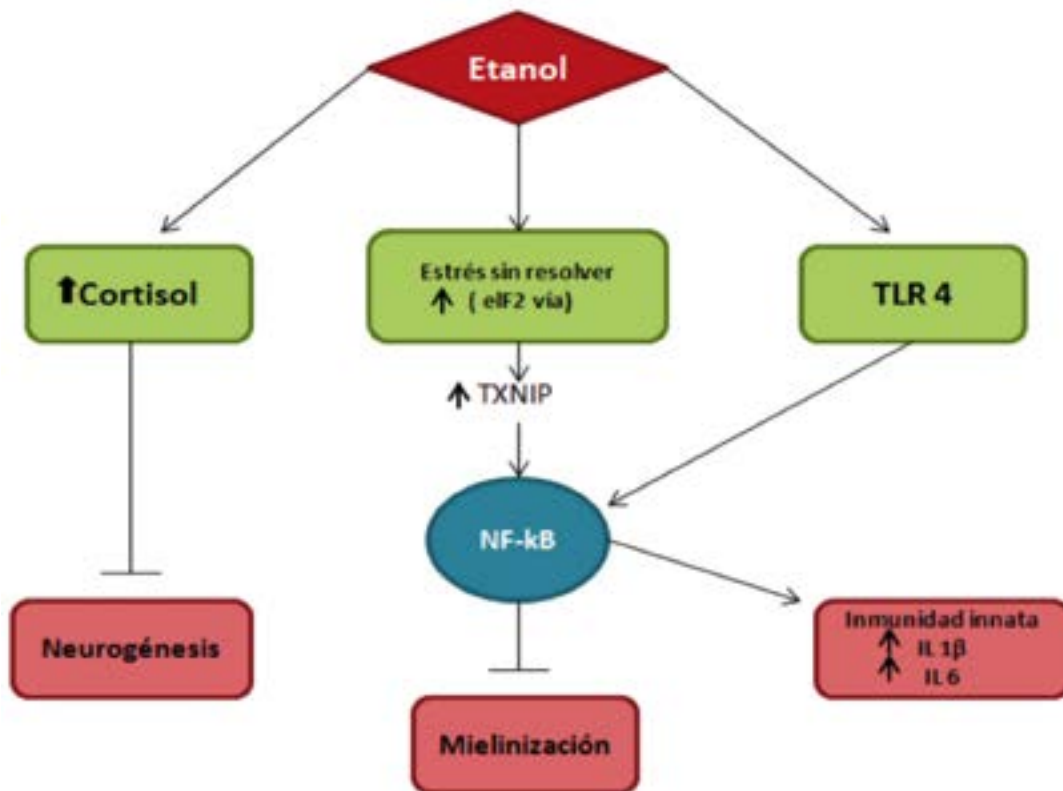 Etanol
⬆Cortisol
Estrés sin resolver
↑ ( eIF2 vía)
TLR 4
↑ TXNIP
NF-kB
Neurogénesis
Inmunidad innata
↑ IL 1β
↑ IL 6
Mielinización